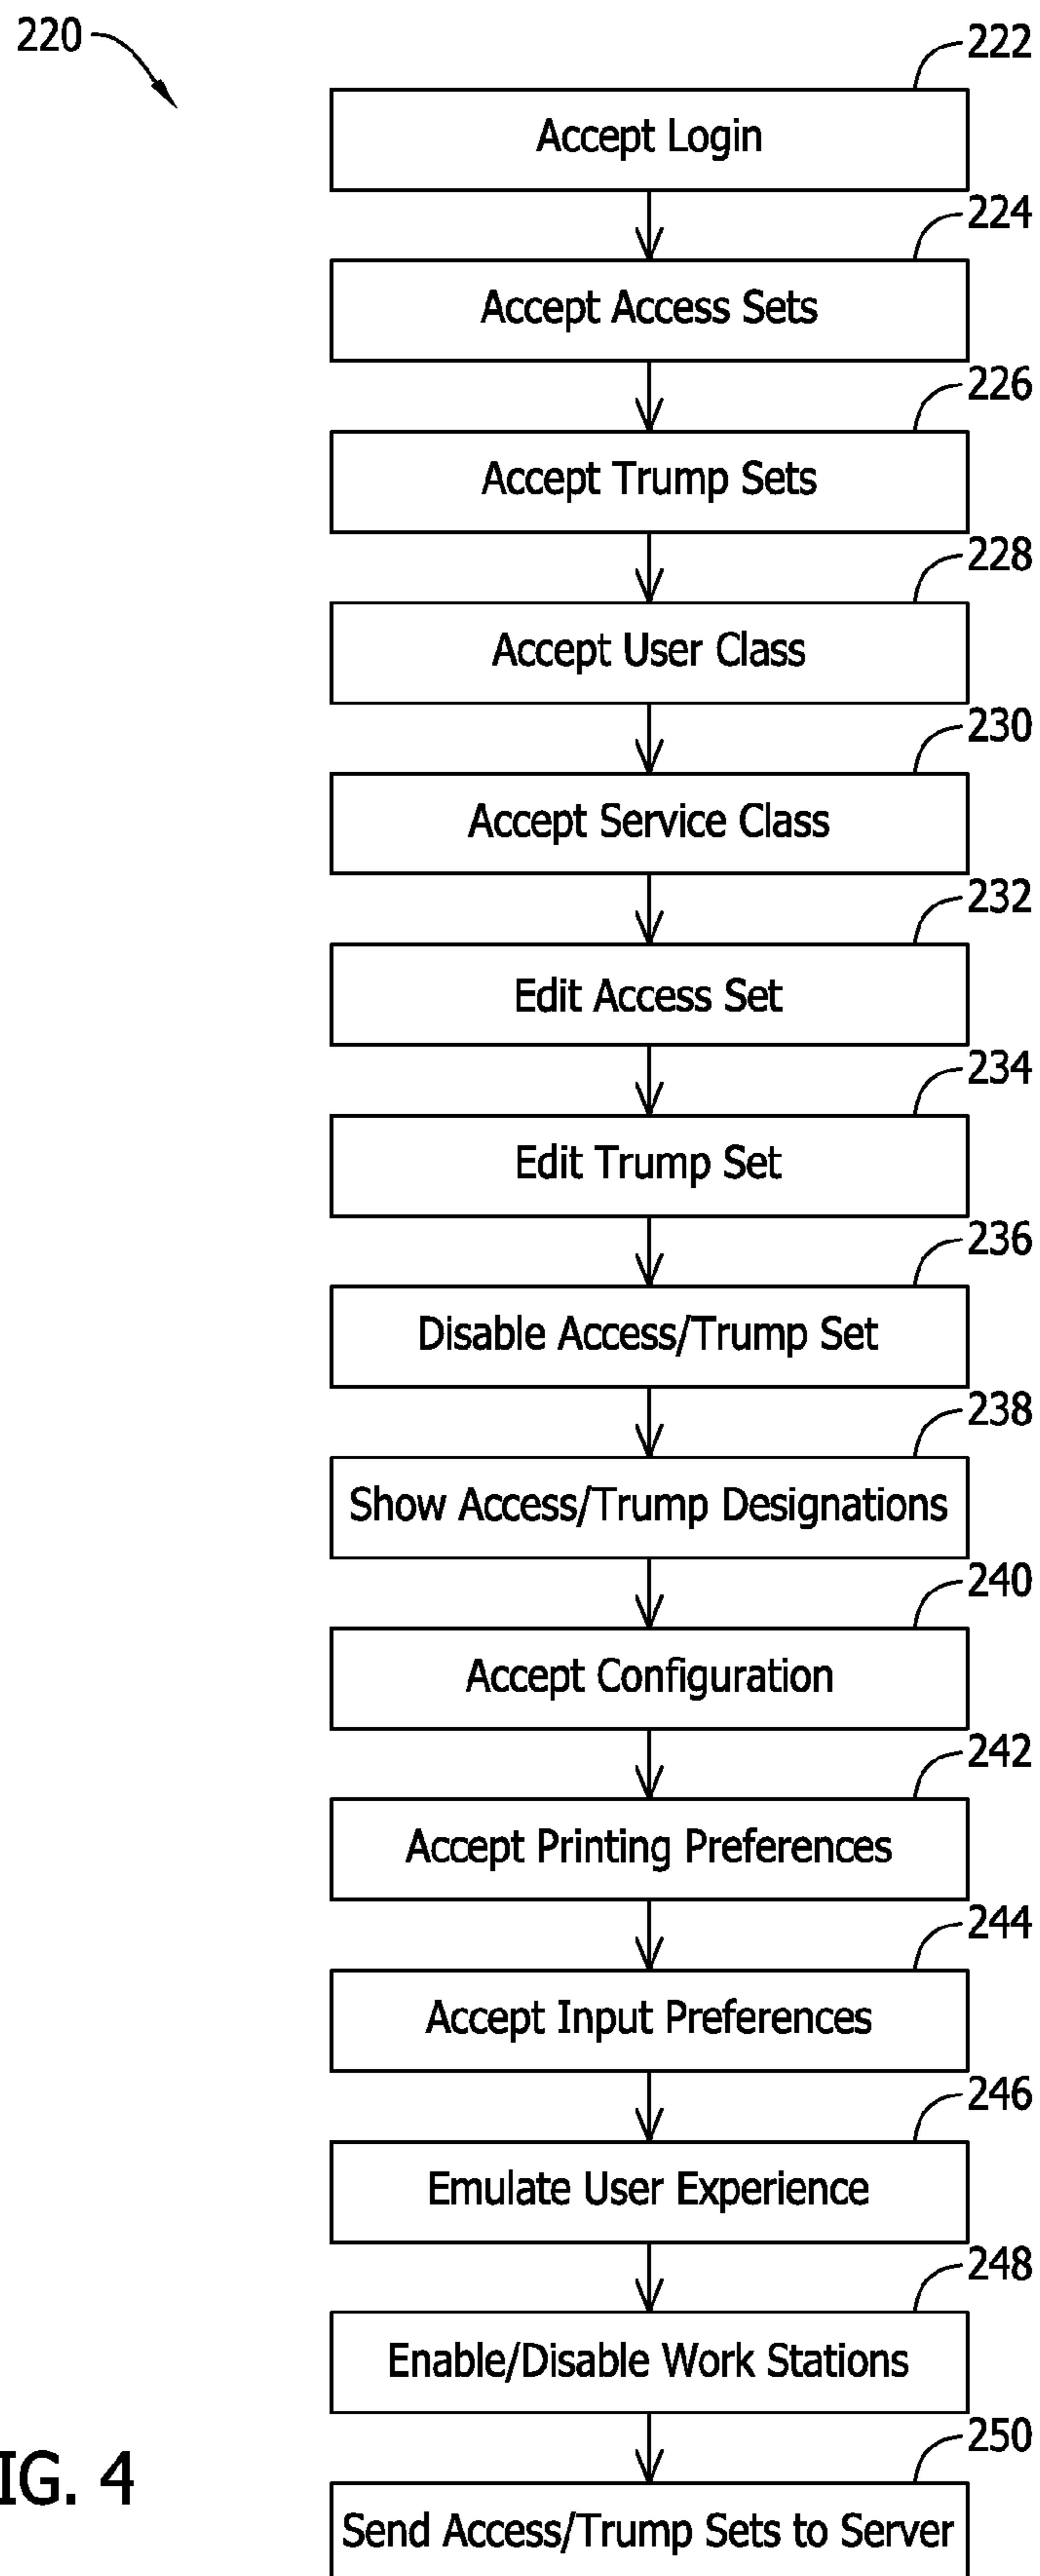 220
222
Accept Login
224
Accept Access Sets
226
Accept Trump Sets
228
Accept User Class
230
Accept Service Class
232
Edit Access Set
234
Edit Trump Set
236
Disable Access/Trump Set
238
Show Access/Trump Designations
240
Accept Configuration
242
Accept Printing Preferences
244
Accept Input Preferences
246
Emulate User Experience
248
Enable/Disable Work Stations
250
Send Access/Trump Sets to Server
IG. 4